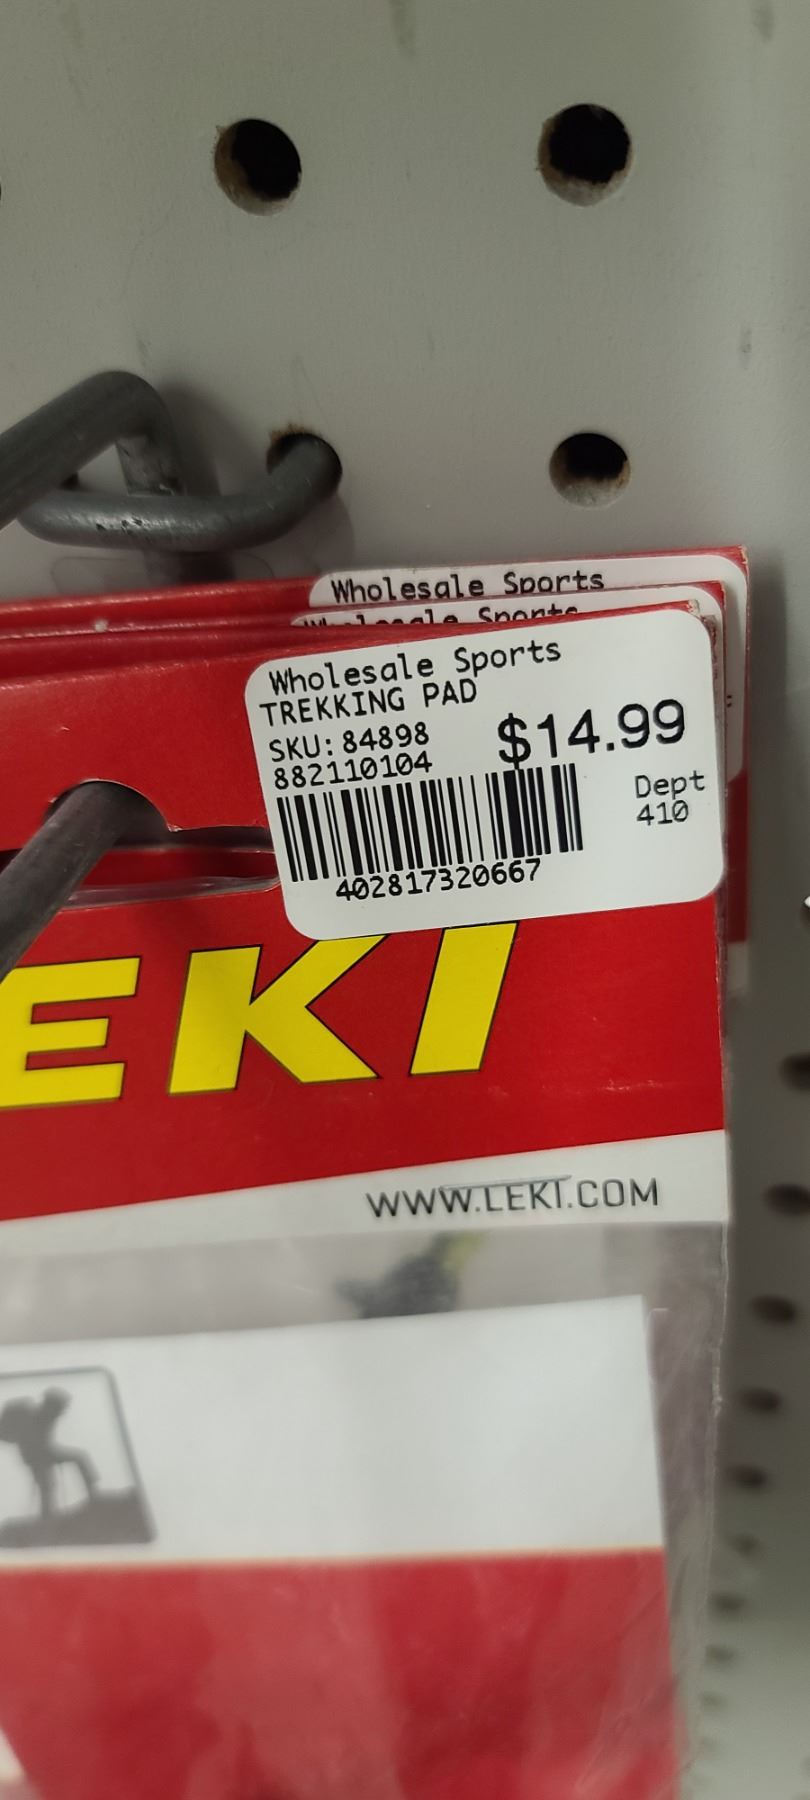 Wholesale Sports
Wholesale Sports
Wholesale Sports
TREKKING PAD
SKU: 84898
$14.99
882110104
Dept
410
402817320667
EKI
WWW.LEKI.COM